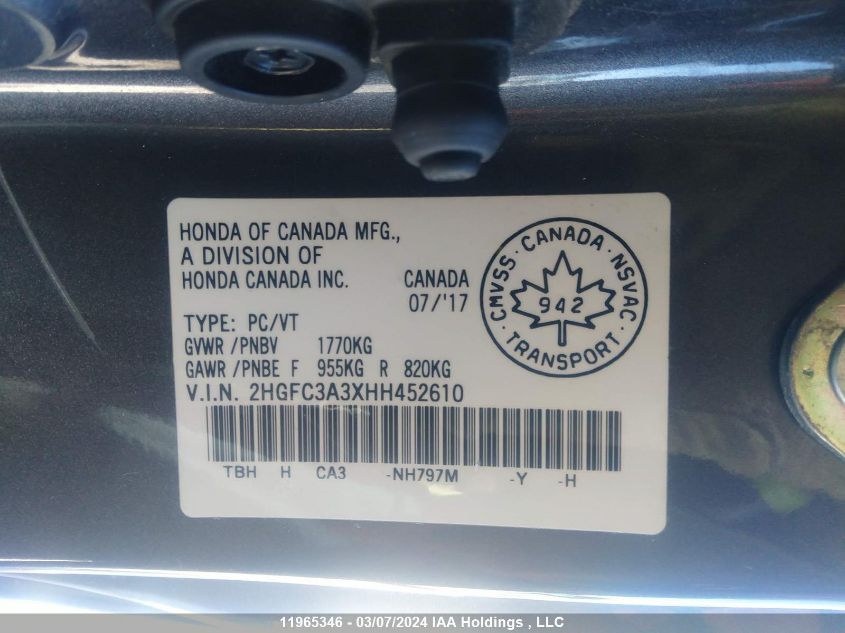 HONDA OF CANADA MFG.,
A DIVISION OF
HONDA CANADA INC.
CANADA
07/'17
TYPE: PC/VT
GVWR /PNBV 1770KG
GAWR /PNBE F 955KG R 820KG
V.I.N. 2HGFC3A3XHH452610
TBH H CA3 -NH797M -Y -H
CMVSS · CANADA · NSVAC
942
· TRANSPORT ·
11965346 - 03/07/2024 IAA Holdings , LLC